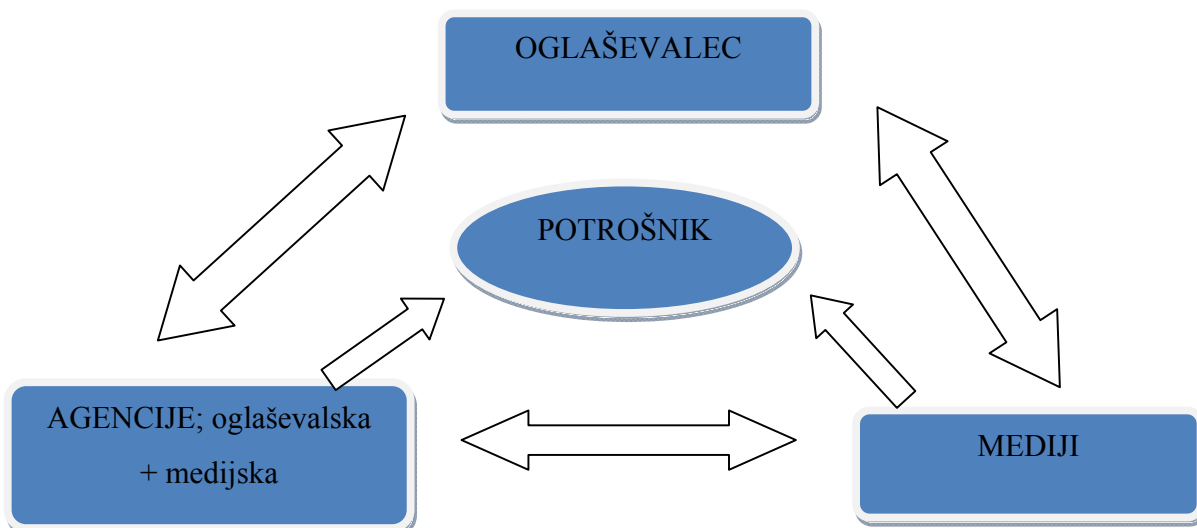 OGLAŠEVALEC
POTROŠNIK
AGENCIJE; oglaševalska
+ medijska
MEDIJI